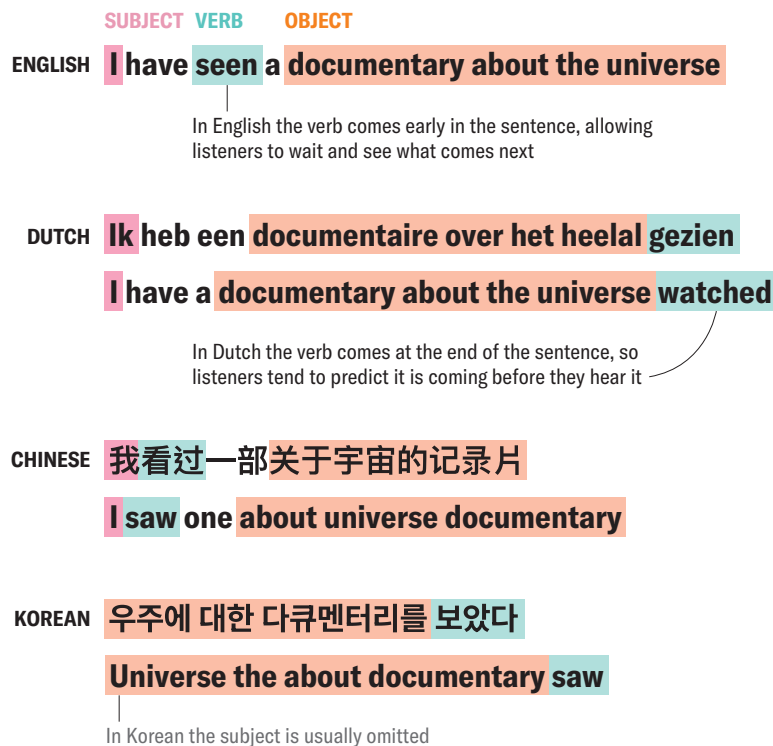 SUBJECT VERB OBJECT
ENGLISH I have seen a documentary about the universe
In English the verb comes early in the sentence, allowing
listeners to wait and see what comes next
DUTCH Ik heb een documentaire over het heelal gezien
I have a documentary about the universe watched
In Dutch the verb comes at the end of the sentence, so
listeners tend to predict it is coming before they hear it
CHINESE 我看过一部关于宇宙的记录片
I saw one about universe documentary
KOREAN 우주에 대한 다큐멘터리를 보았다
Universe the about documentary saw
In Korean the subject is usually omitted